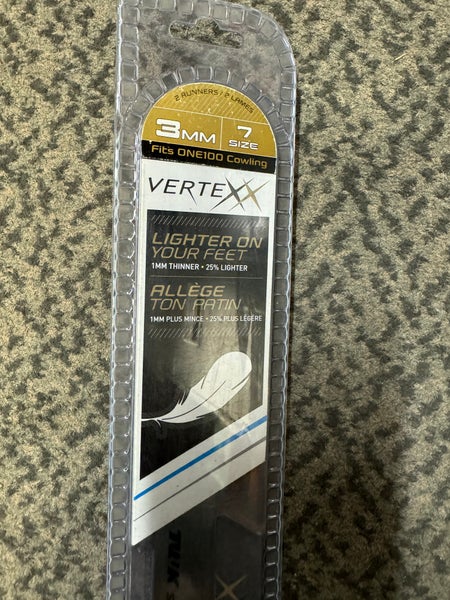 2 RUNNERS / 2 LAMES
3MM
7
SIZE
Fits ONE100 Cowling
VERTEXX
LIGHTER ON
YOUR FEET
1MM THINNER • 25% LIGHTER
ALLÈGE
TON PATIN
1MM PLUS MINCE • 25% PLUS LÉGÈRE